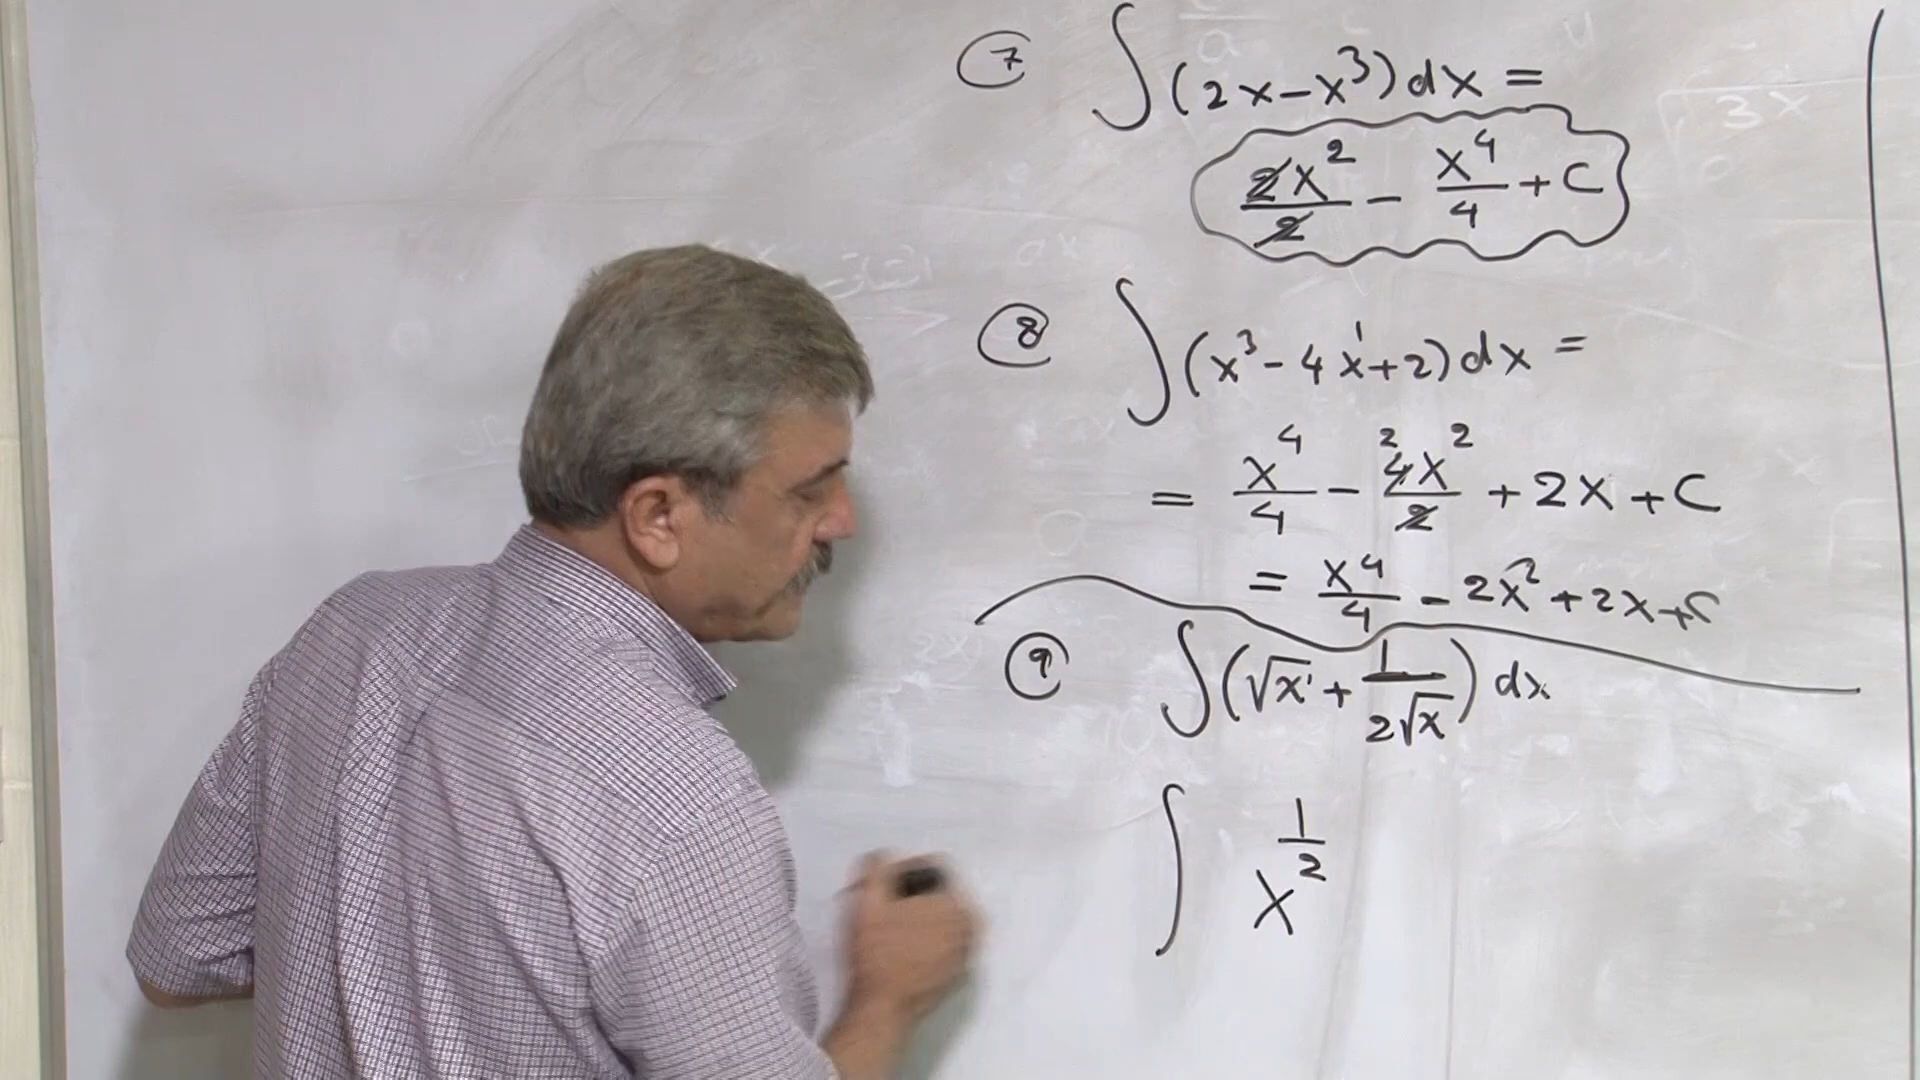 ⑦ ∫(2x-x³)dx =
2x²/2 - x⁴/4 + C
⑧ ∫(x³-4x¹+2)dx =
= x⁴/4 - 4x²/2 + 2x + C
= x⁴/4 - 2x² + 2x + C
⑨ ∫(√x + 1/(2√x)) dx
∫ x^(1/2)